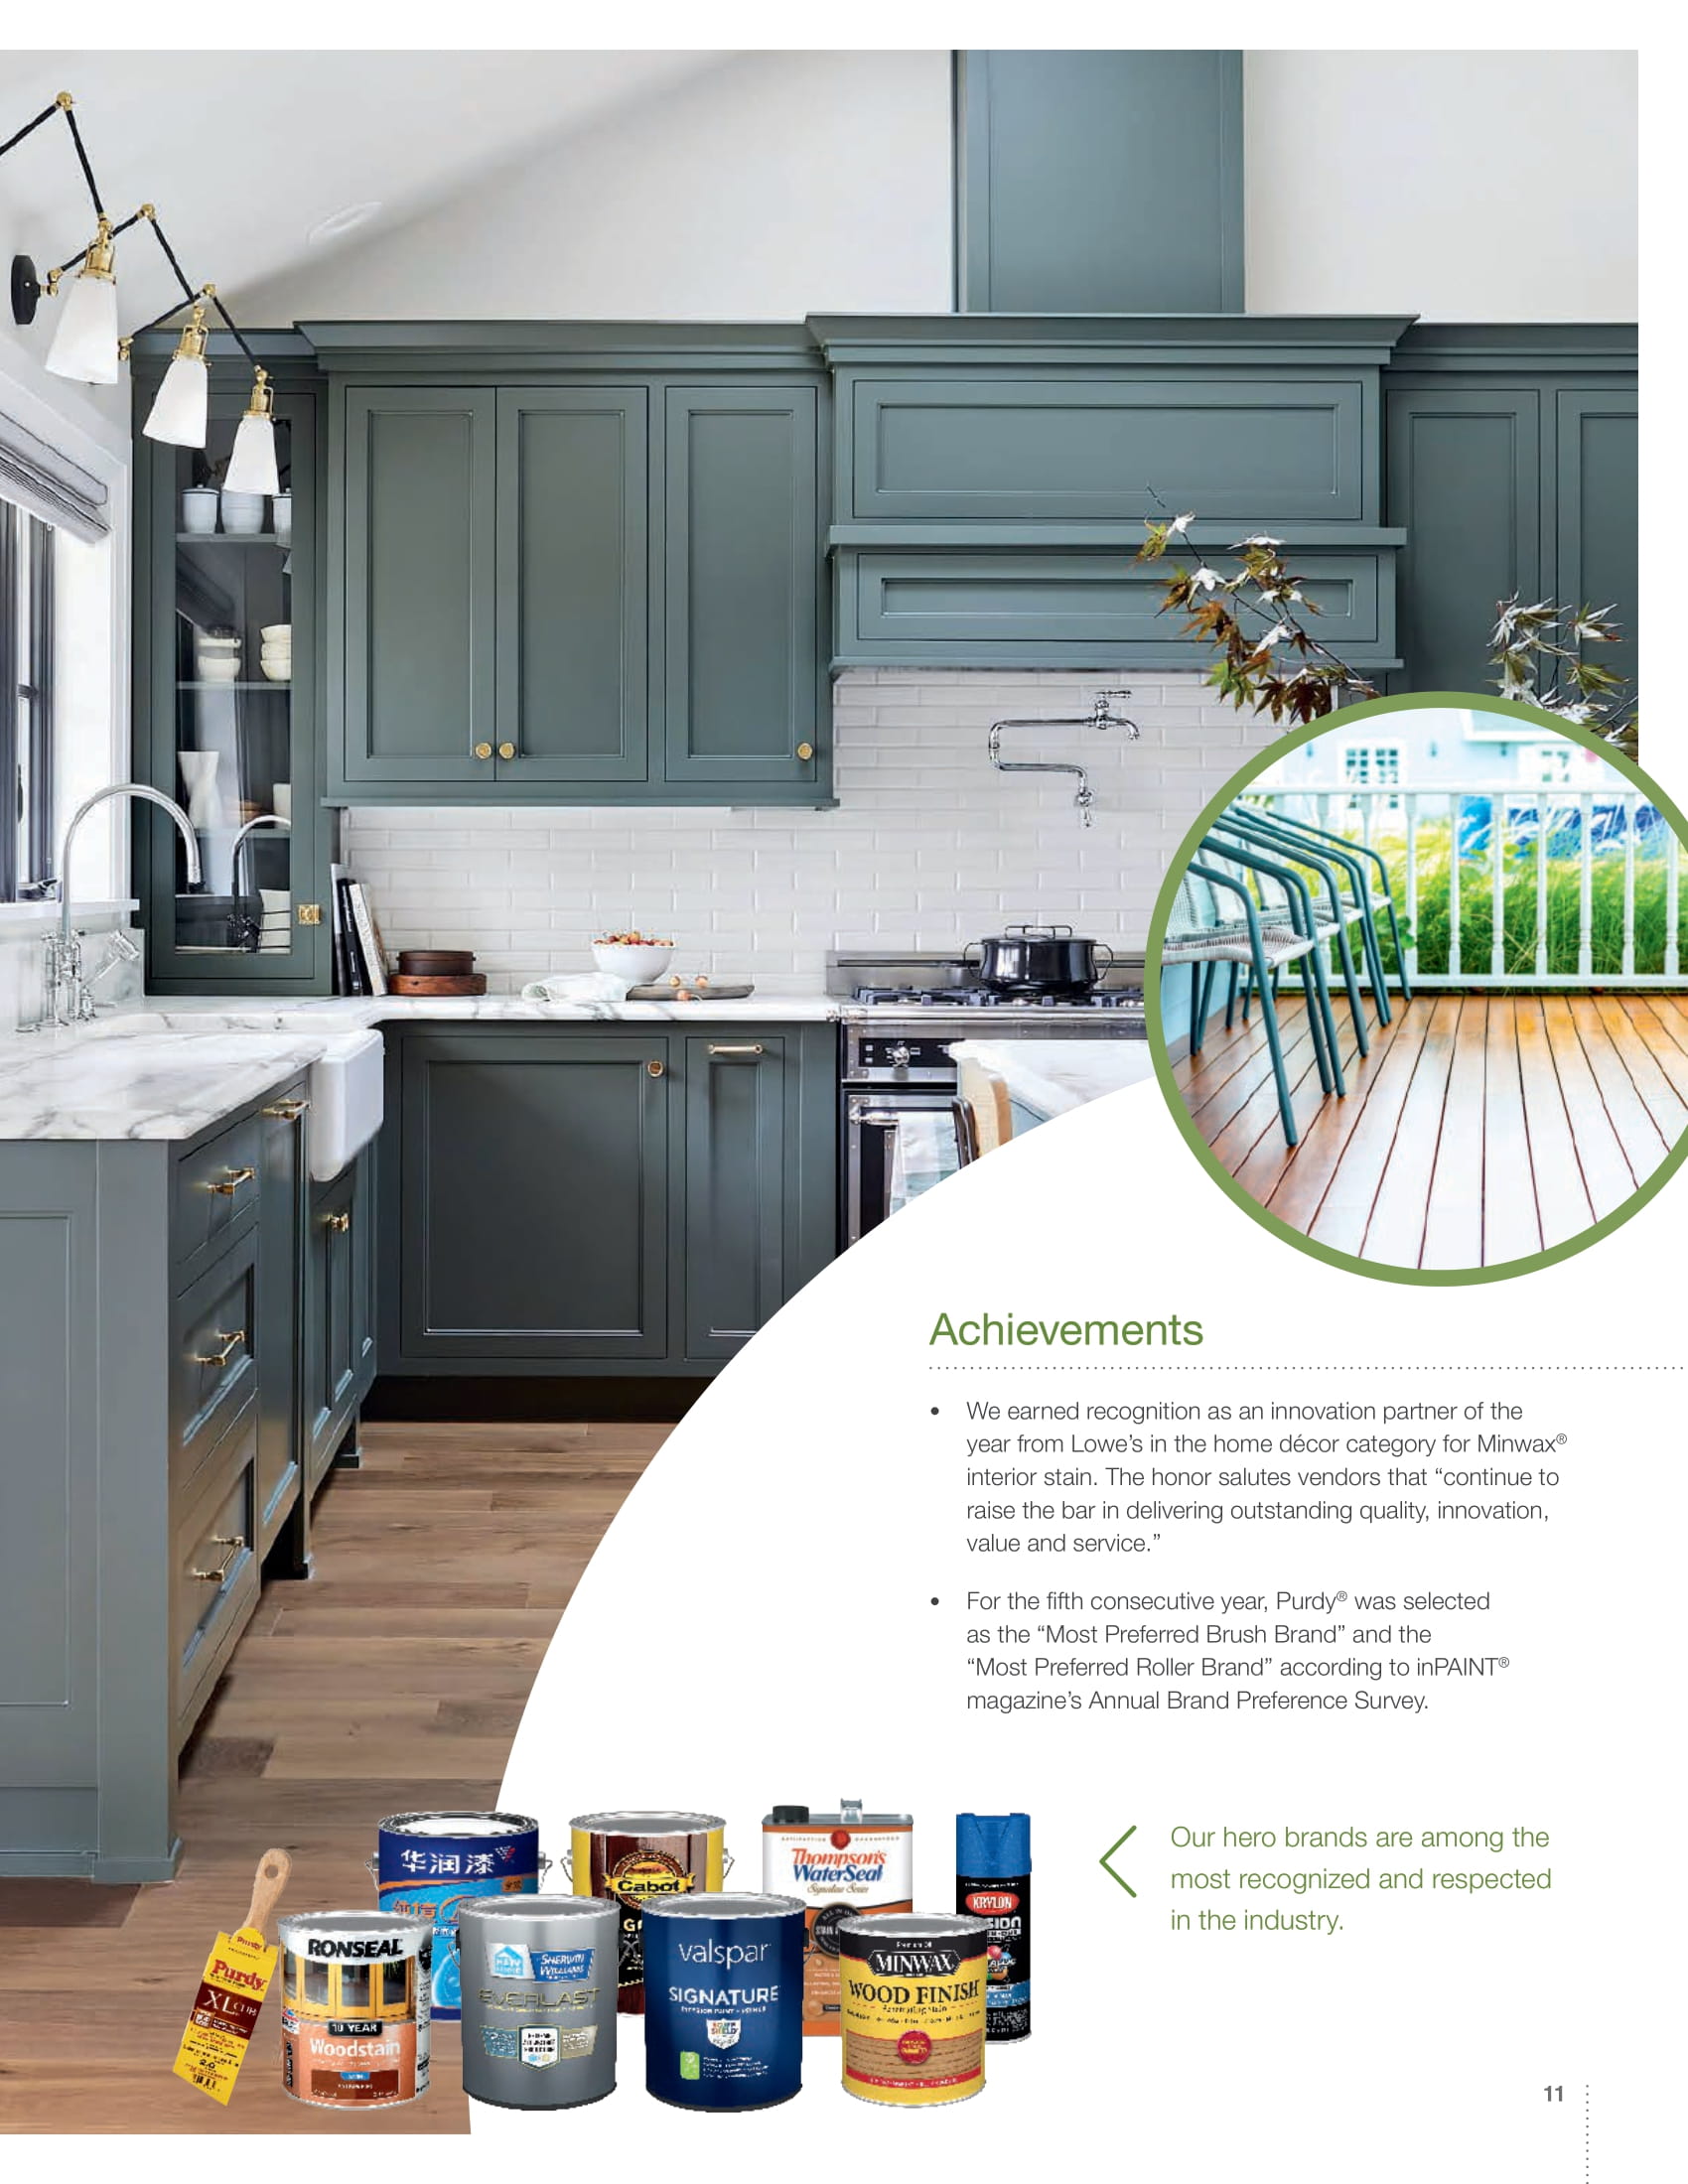 Achievements
• We earned recognition as an innovation partner of the
year from Lowe’s in the home décor category for Minwax®
interior stain. The honor salutes vendors that “continue to
raise the bar in delivering outstanding quality, innovation,
value and service.”
• For the fifth consecutive year, Purdy® was selected
as the “Most Preferred Brush Brand” and the
“Most Preferred Roller Brand” according to inPAINT®
magazine’s Annual Brand Preference Survey.
Our hero brands are among the
most recognized and respected
in the industry.
华润漆
Cabot
Thompson's
WaterSeal
Signature Series
KRYLON
Purdy
XL
RONSEAL
10 YEAR
Woodstain
SHERWIN
WILLIAMS
EVERLAST
valspar
SIGNATURE
MINWAX
WOOD FINISH
11